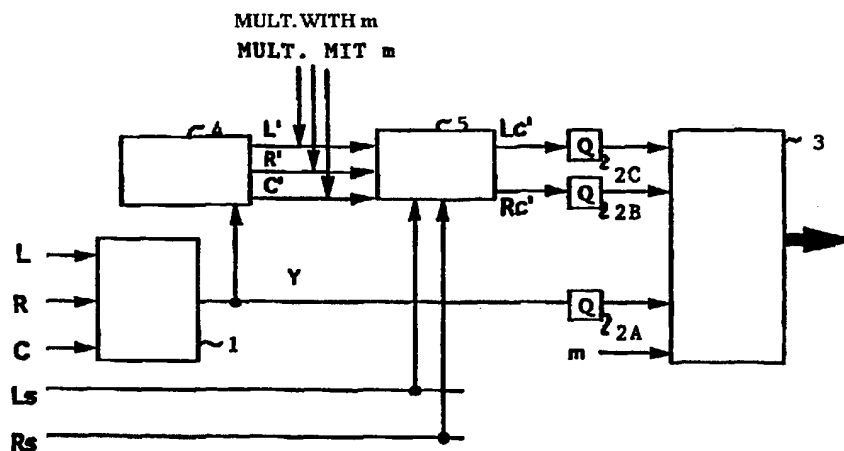 MULT. WITH m
MULT. MIT m
4 L' 5 Lc' 3
Q 2C
R'
C' Rc' Q 2B
L
Y
R Q 2A
1
C m
Ls
Rs